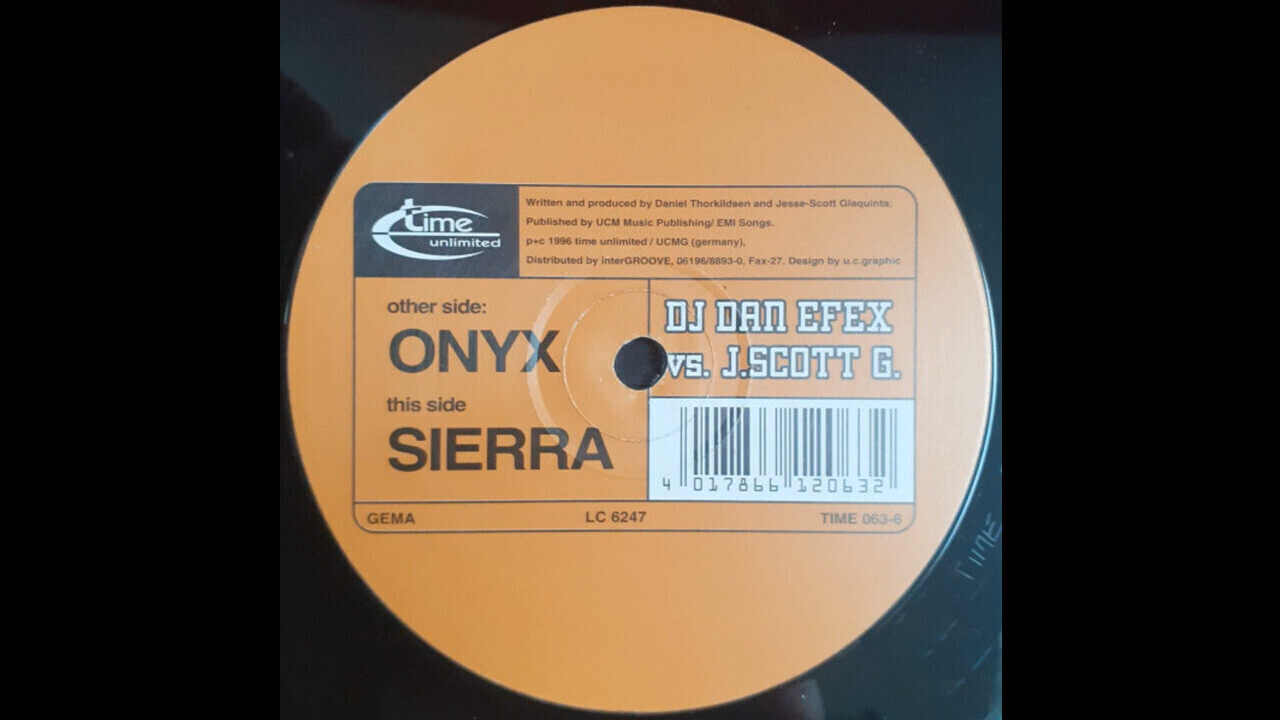 time
unlimited
Written and produced by Daniel Thorkildsen and Jesse-Scott Giaquinta;
Published by UCM Music Publishing/ EMI Songs.
p+c 1996 time unlimited / UCMG (germany).
Distributed by interGROOVE, 06196/8893-0, Fax-27. Design by u.c.graphic
other side:
ONYX
this side
SIERRA
DJ DAN EFEX
vs. J.SCOTT G.
4 017866 120632
GEMA LC 6247 TIME 063-6
TIME